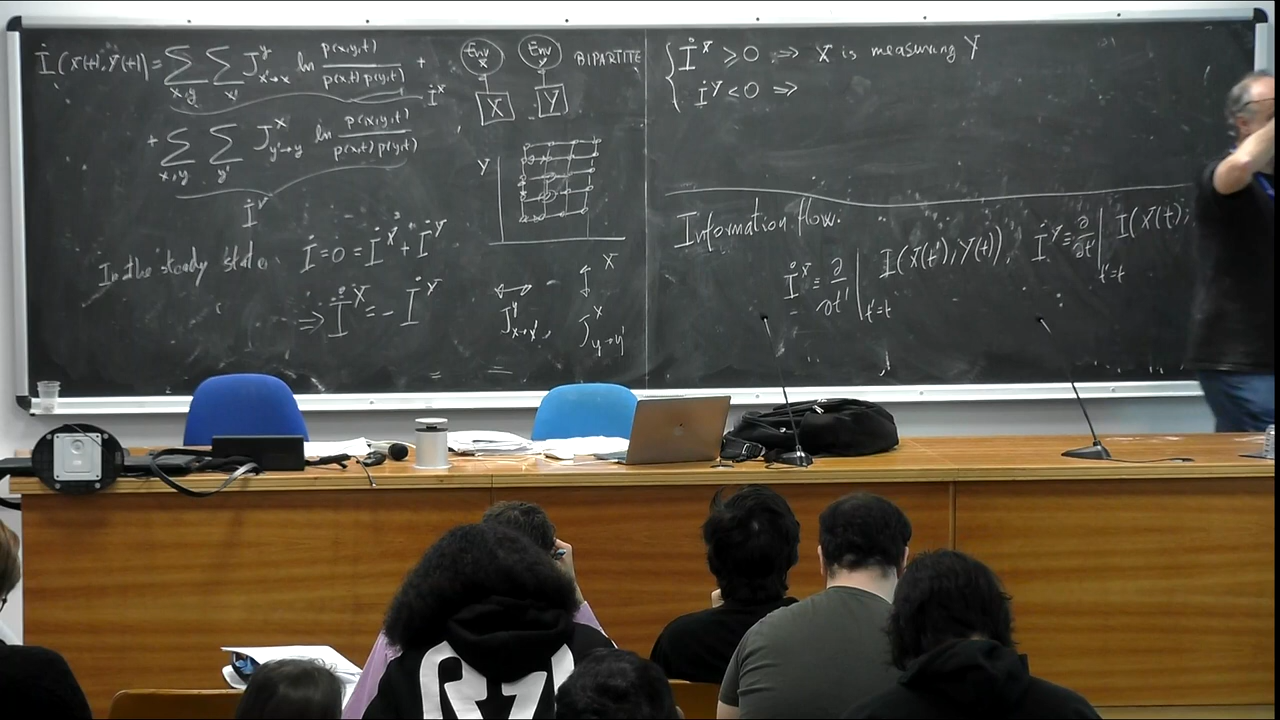 İ(X(t),Y(t)) = ∑_{x,y} ∑_{x'} J^y_{x'→x} ln p(x,y,t) / p(x,t) p(y,t) +
İ^X
+ ∑_{x,y} ∑_{y'} J^x_{y'→y} ln p(x,y,t) / p(x,t) p(y,t)
İ^Y
In the steady state İ = 0 = İ^X + İ^Y
⇒ İ^X = - İ^Y
Env X Env Y BIPARTITE
X Y
Y
X
J^y_{x→x'}, J^x_{y→y'}
İ^X > 0 ⇒ X is measuring Y
İ^Y < 0 ⇒
Information flow:
İ^X ≡ ∂/∂t' |_{t'=t} I(X(t'),Y(t)), İ^Y ≡ ∂/∂t' |_{t'=t} I(X(t);